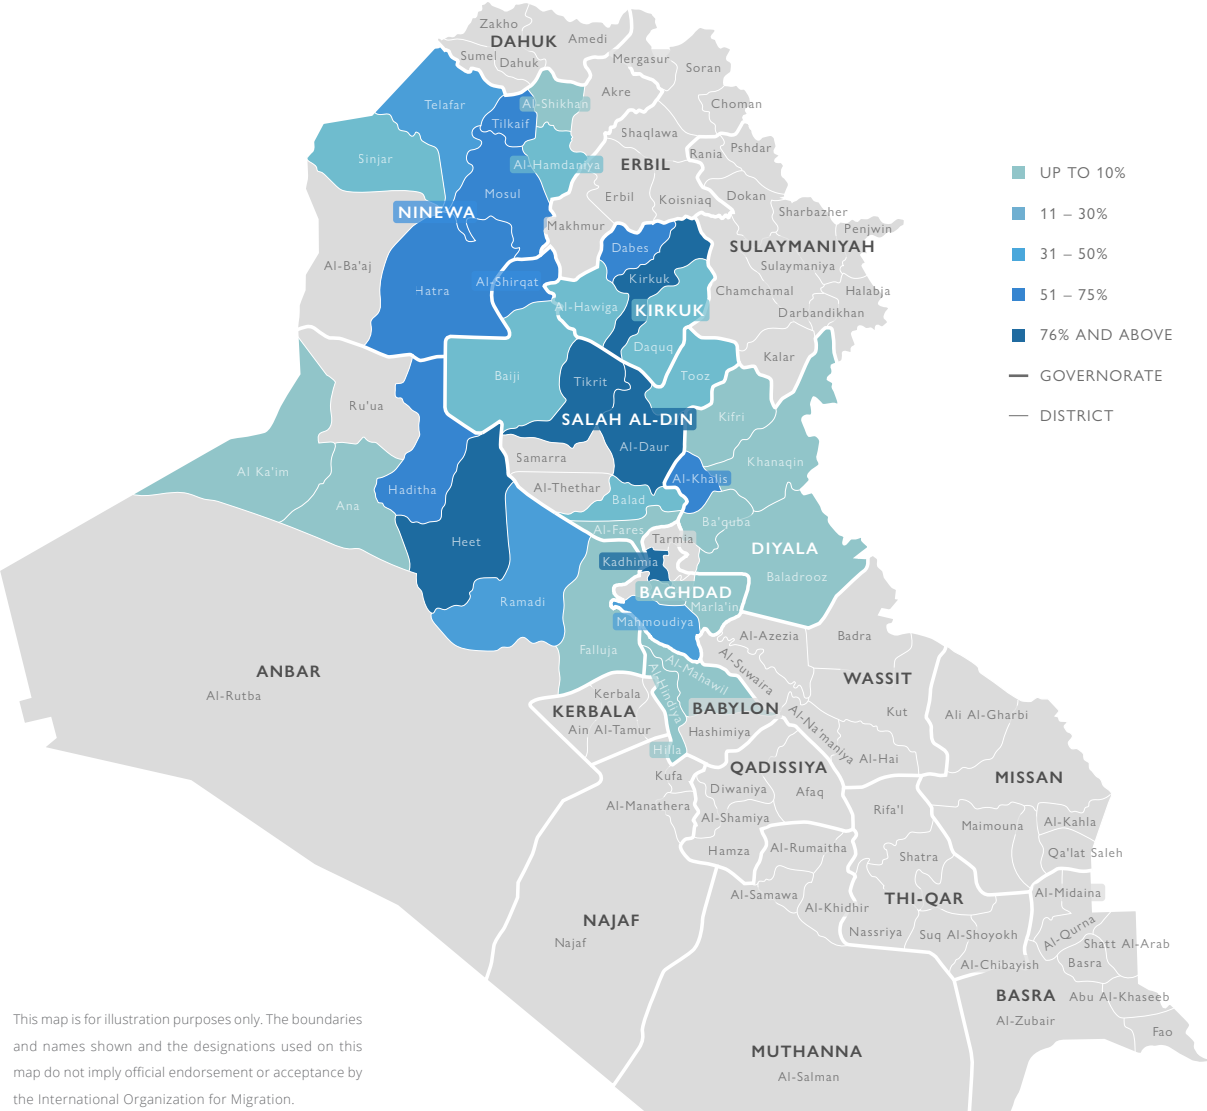 Zakho
DAHUK
Amedi
Sumel
Dahuk
Mergasur
Soran
Akre
Choman
Telafar
Al-Shikhan
Tilkaif
Shaqlawa
Rania
Pshdar
Sinjar
Al-Hamdaniya
ERBIL
Mosul
Erbil
Koisniaq
Dokan
NINEWA
Sharbazher
Makhmur
Penjwin
Dabes
SULAYMANIYAH
Al-Ba'aj
Sulaymaniya
Hatra
Al-Shirqat
Kirkuk
Chamchamal
Halabja
Al-Hawiga
KIRKUK
Darbandikhan
Daquq
Kalar
Baiji
Tikrit
Tooz
Ru'ua
SALAH AL-DIN
Kifri
Al-Daur
Samarra
Khanaqin
Al Ka'im
Al-Khalis
Haditha
Al-Thethar
Balad
Ana
Ba'quba
Al-Fares
Heet
Tarmia
DIYALA
Kadhimia
Baladrooz
BAGHDAD
Ramadi
Marla'in
Mahmoudiya
Al-Azezia
Badra
Falluja
Al-Mahawil
Al-Suwaira
ANBAR
WASSIT
Al-Rutba
Kerbala
Al-Hindiya
KERBALA
BABYLON
Kut
Ali Al-Gharbi
Ain Al-Tamur
Hashimiya
Al-Na'maniya
Hilla
Al-Hai
QADISSIYA
Kufa
MISSAN
Diwaniya
Afaq
Al-Manathera
Rifa'l
Al-Shamiya
Maimouna
Al-Kahla
Hamza
Al-Rumaitha
Shatra
Qa'lat Saleh
Al-Samawa
THI-QAR
Al-Midaina
Al-Khidhir
NAJAF
Nassriya
Suq Al-Shoyokh
Al-Qurna
Najaf
Shatt Al-Arab
Al-Chibayish
Basra
BASRA
Abu Al-Khaseeb
Al-Zubair
Fao
MUTHANNA
Al-Salman
UP TO 10%
11 – 30%
31 – 50%
51 – 75%
76% AND ABOVE
GOVERNORATE
DISTRICT
This map is for illustration purposes only. The boundaries
and names shown and the designations used on this
map do not imply official endorsement or acceptance by
the International Organization for Migration.